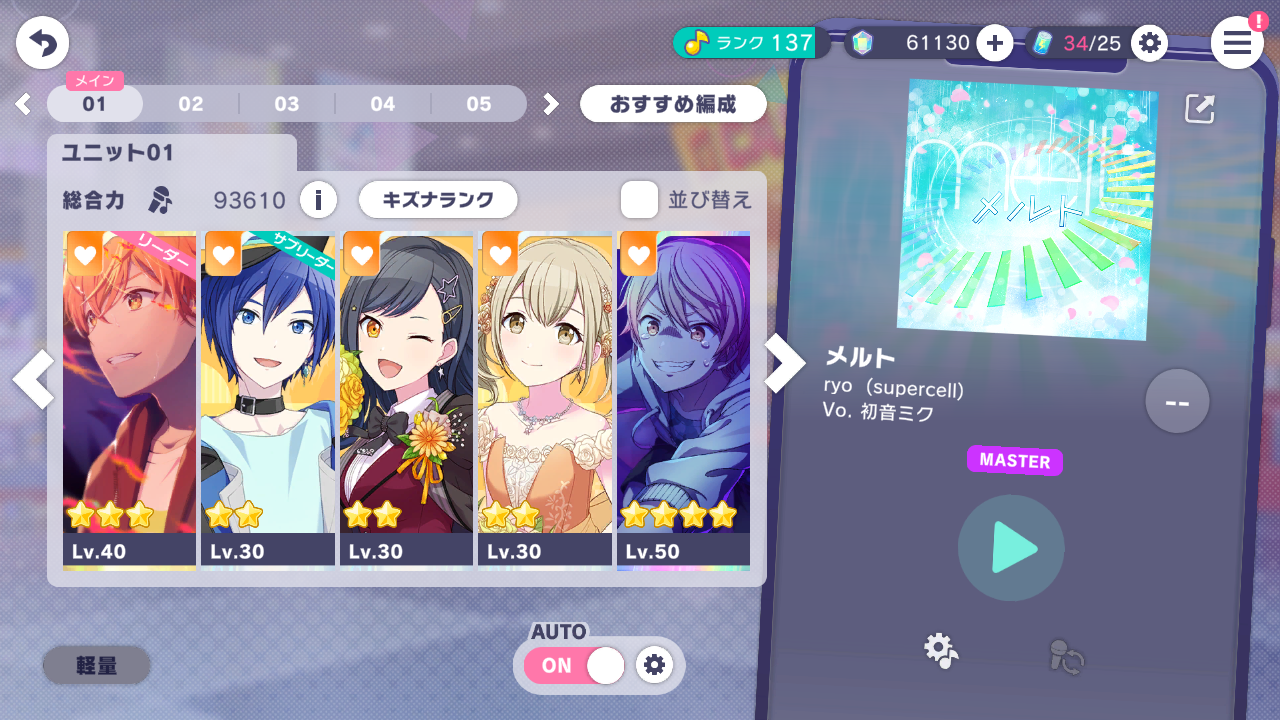 ランク 137
61130
34/25
!
メイン
01 02 03 04 05
おすすめ編成
ユニット01
総合力 93610 i
キズナランク
並び替え
リーダー
サブリーダー
Lv.40
Lv.30
Lv.30
Lv.30
Lv.50
melt
メルト
メルト
ryo（supercell）
Vo. 初音ミク
--
MASTER
軽量
AUTO
ON